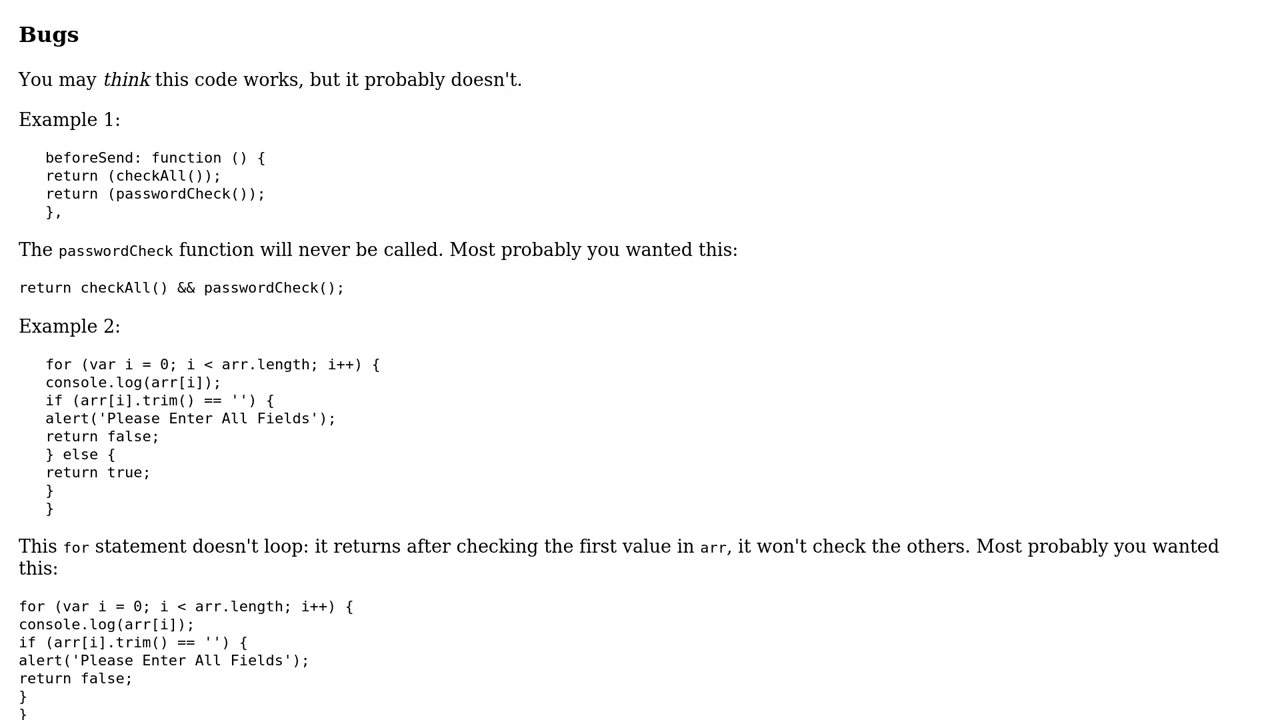 Bugs
You may think this code works, but it probably doesn't.
Example 1:
beforeSend: function () {
return (checkAll());
return (passwordCheck());
},
The passwordCheck function will never be called. Most probably you wanted this:
return checkAll() && passwordCheck();
Example 2:
for (var i = 0; i < arr.length; i++) {
console.log(arr[i]);
if (arr[i].trim() == '') {
alert('Please Enter All Fields');
return false;
} else {
return true;
}
}
This for statement doesn't loop: it returns after checking the first value in arr, it won't check the others. Most probably you wanted
this:
for (var i = 0; i < arr.length; i++) {
console.log(arr[i]);
if (arr[i].trim() == '') {
alert('Please Enter All Fields');
return false;
}
}